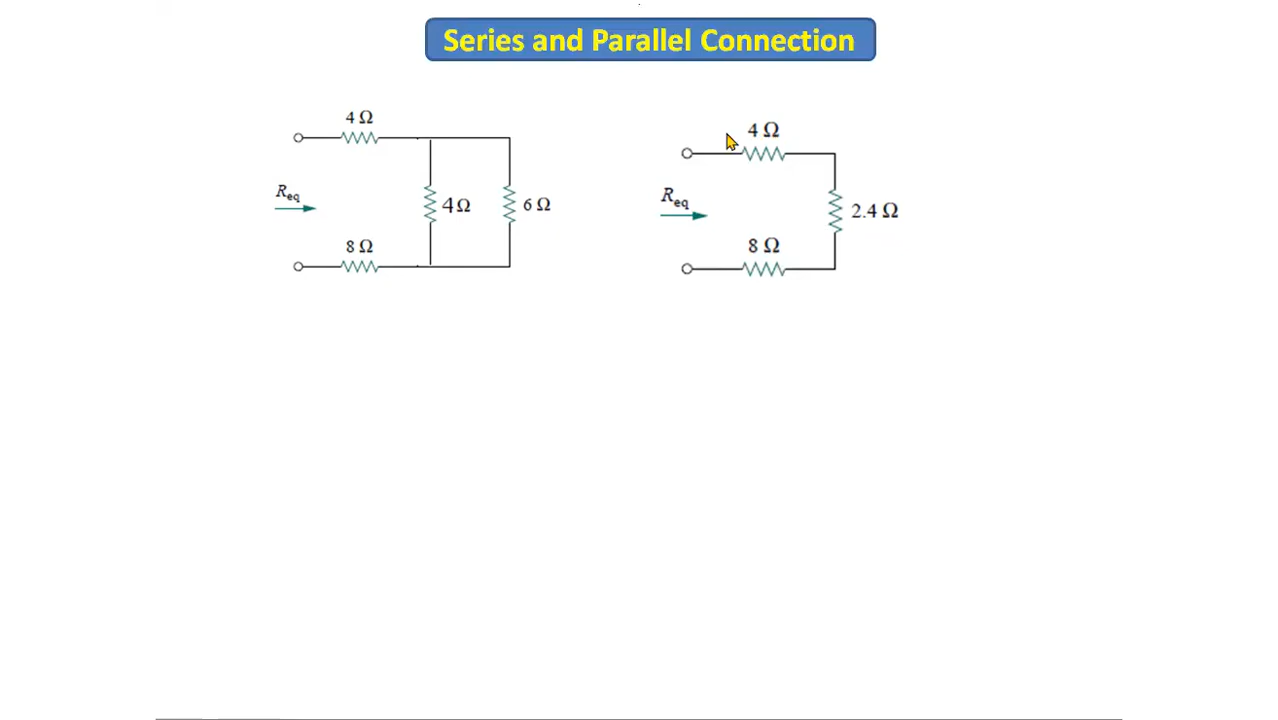 Series and Parallel Connection
4 Ω
R_eq
4 Ω
6 Ω
8 Ω
4 Ω
R_eq
2.4 Ω
8 Ω